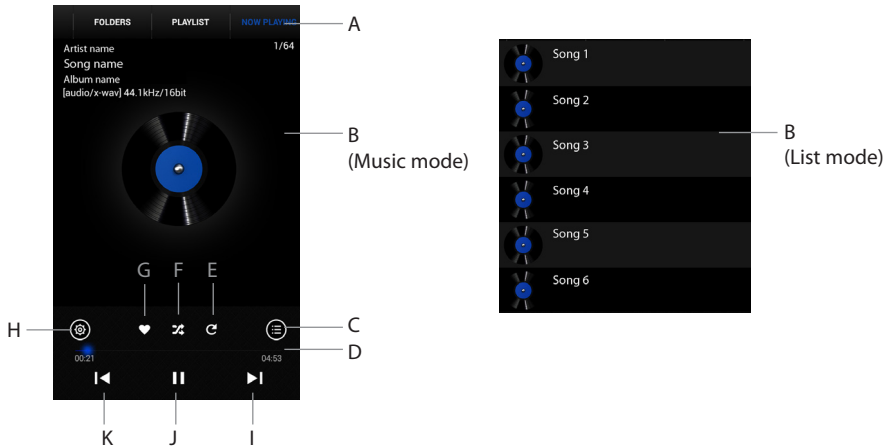 FOLDERS PLAYLIST NOW PLAYING
A
Artist name 1/64
Song name
Album name
[audio/x-wav] 44.1kHz/16bit
B
(Music mode)
G F E
H
C
D
00:21 04:53
K J I
Song 1
Song 2
Song 3
Song 4
Song 5
Song 6
B
(List mode)